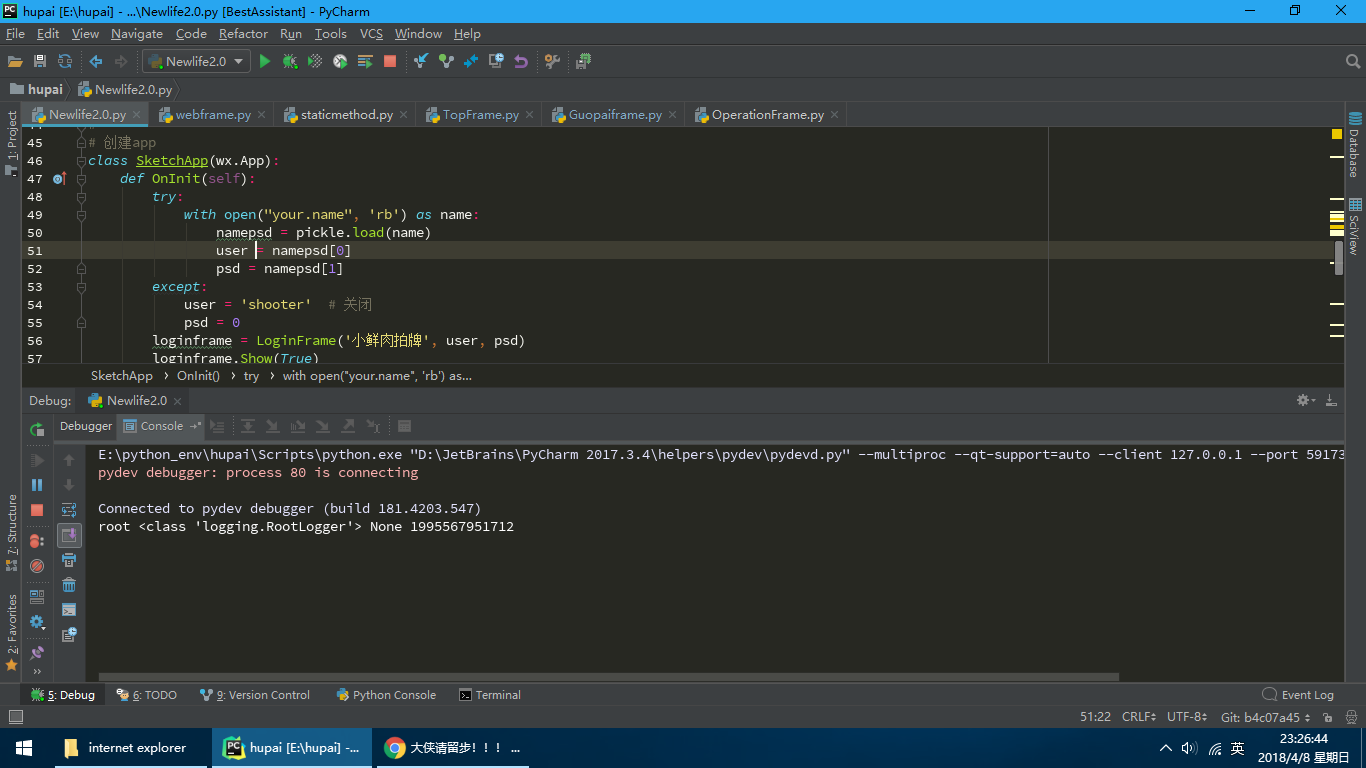 hupai [E:\hupai] - ...\Newlife2.0.py [BestAssistant] - PyCharm
File Edit View Navigate Code Refactor Run Tools VCS Window Help
Newlife2.0
hupai Newlife2.0.py
Newlife2.0.py webframe.py staticmethod.py TopFrame.py Guopaiframe.py OperationFrame.py
1: Project
7: Structure
2: Favorites
Database
SciView
45 # 创建app
46 class SketchApp(wx.App):
47 def OnInit(self):
48 try:
49 with open("your.name", 'rb') as name:
50 namepsd = pickle.load(name)
51 user = namepsd[0]
52 psd = namepsd[1]
53 except:
54 user = 'shooter' # 关闭
55 psd = 0
56 loginframe = LoginFrame('小鲜肉拍牌', user, psd)
57 loginframe.Show(True)
SketchApp › OnInit() › try › with open("your.name", 'rb') as...
Debug: Newlife2.0
Debugger Console
E:\python_env\hupai\Scripts\python.exe "D:\JetBrains\PyCharm 2017.3.4\helpers\pydev\pydevd.py" --multiproc --qt-support=auto --client 127.0.0.1 --port 59173
pydev debugger: process 80 is connecting
Connected to pydev debugger (build 181.4203.547)
root <class 'logging.RootLogger'> None 1995567951712
5: Debug 6: TODO 9: Version Control Python Console Terminal Event Log
51:22 CRLF UTF-8 Git: b4c07a45
internet explorer hupai [E:\hupai] -... 大侠请留步！！！ ... 英
23:26:44
2018/4/8 星期日